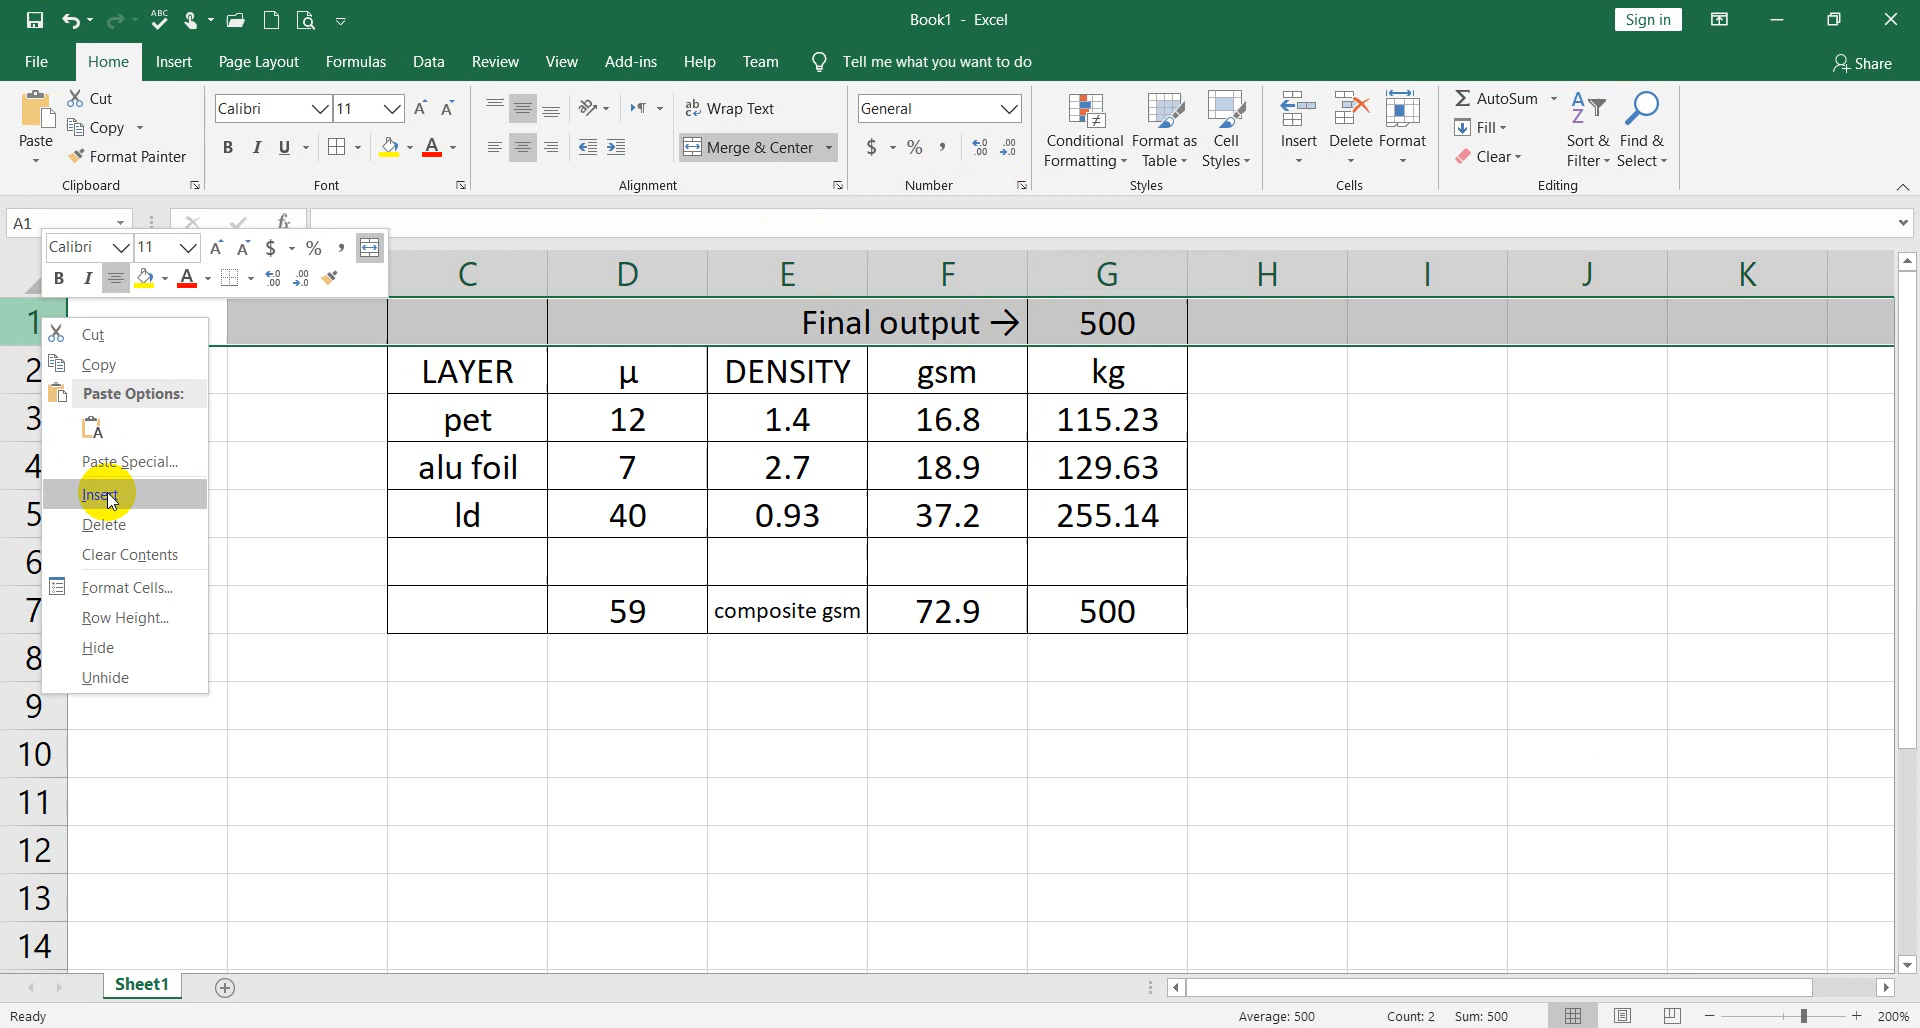 Book1 - Excel
Sign in
File Home Insert Page Layout Formulas Data Review View Add-ins Help Team Tell me what you want to do Share
Paste Cut Copy Format Painter
Clipboard
Calibri 11
B I U A
Font
Wrap Text
Merge & Center
Alignment
General
$ % ,
Number
Conditional Formatting
Format as Table
Cell Styles
Styles
Insert Delete Format
Cells
AutoSum
Fill
Clear
Sort & Filter
Find & Select
Editing
A1 fx
Calibri 11 A A $ % ,
B I A
C D E F G H I J K
1 Final output → 500
2 LAYER µ DENSITY gsm kg
3 pet 12 1.4 16.8 115.23
4 alu foil 7 2.7 18.9 129.63
5 ld 40 0.93 37.2 255.14
6
7 59 composite gsm 72.9 500
8
9
10
11
12
13
14
Cut
Copy
Paste Options:
Paste Special...
Insert
Delete
Clear Contents
Format Cells...
Row Height...
Hide
Unhide
Sheet1
Ready Average: 500 Count: 2 Sum: 500 200%